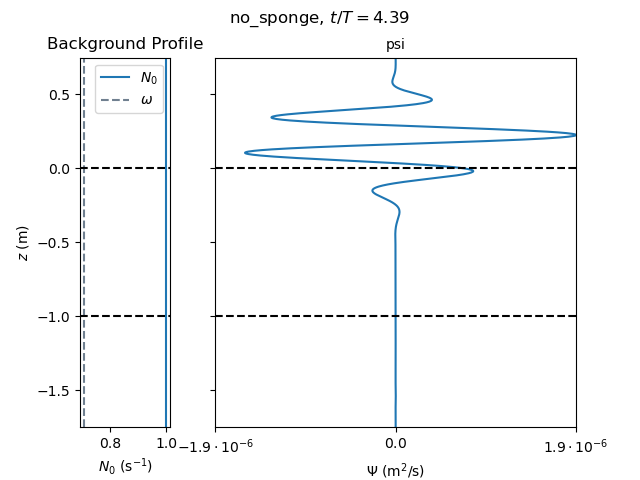 no_sponge, t/T = 4.39
Background Profile
psi
N₀
ω
0.5
0.0
−0.5
−1.0
−1.5
z (m)
0.8
1.0
−1.9 · 10⁻⁶
0.0
1.9 · 10⁻⁶
N₀ (s⁻¹)
Ψ (m²/s)